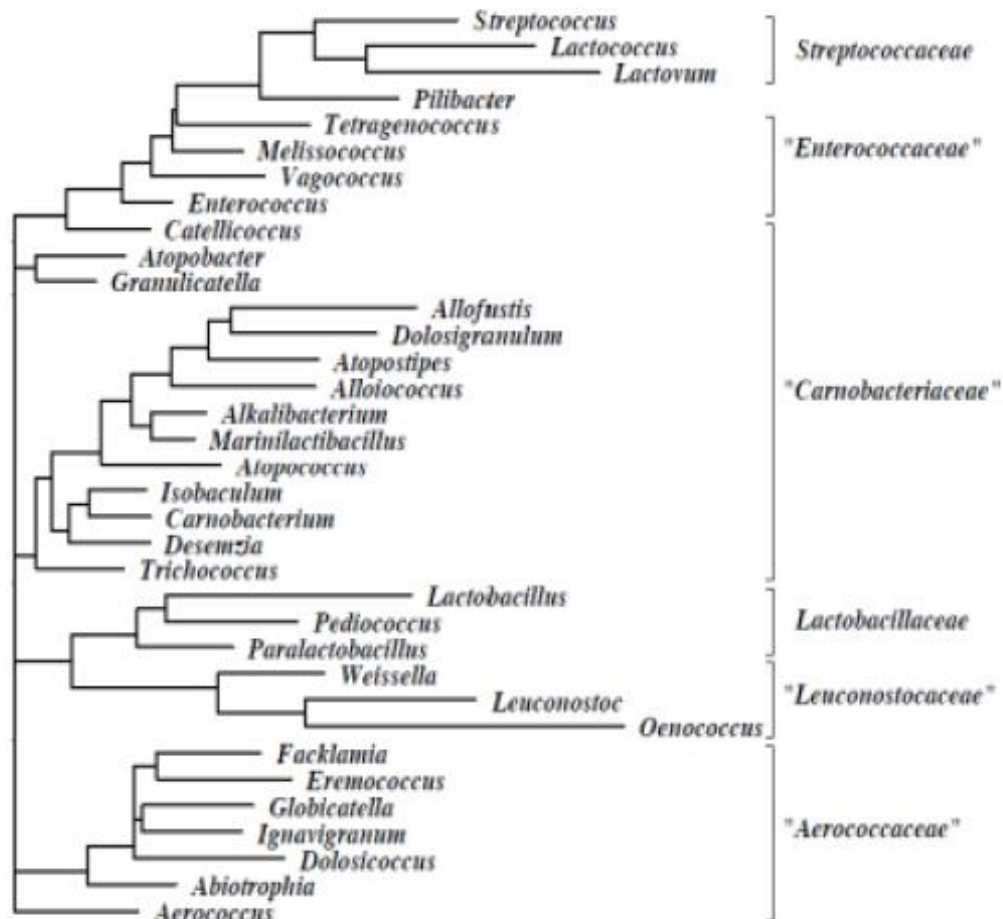 Streptococcus
Lactococcus
Streptococcaceae
Lactovum
Pilibacter
Tetragenococcus
"Enterococcaceae"
Melissococcus
Vagococcus
Enterococcus
Catellicoccus
Atopobacter
Granulicatella
Allofustis
Dolosigranulum
Atopostipes
Alloiococcus
"Carnobacteriaceae"
Alkalibacterium
Marinilactibacillus
Atopococcus
Isobaculum
Carnobacterium
Desemzia
Trichococcus
Lactobacillus
Pediococcus
Lactobacillaceae
Paralactobacillus
Weissella
"Leuconostocaceae"
Leuconostoc
Oenococcus
Facklamia
Eremococcus
Globicatella
"Aerococcaceae"
Ignavigranum
Dolosicoccus
Abiotrophia
Aerococcus